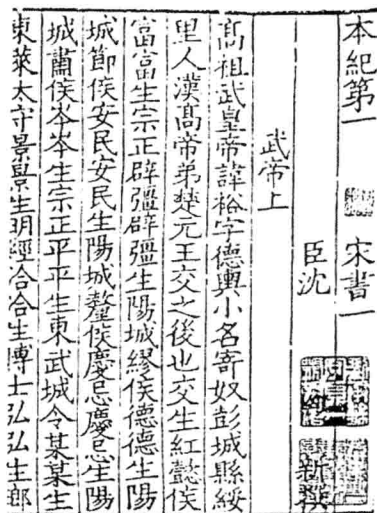 本紀第一 宋書一
臣沈 新撰
武帝上
髙祖武皇帝諱裕字德輿小名寄奴彭城縣綏
里人漢髙帝弟楚元王交之後也交生紅懿侯
富富生宗正辟彊辟彊生陽城繆侯德德生陽
城節侯安民安民生陽城釐侯慶忌慶忌生陽
城肅侯岑岑生宗正平平生東武城令某某生
東萊太守景景生明經洽洽生博士弘弘生郎